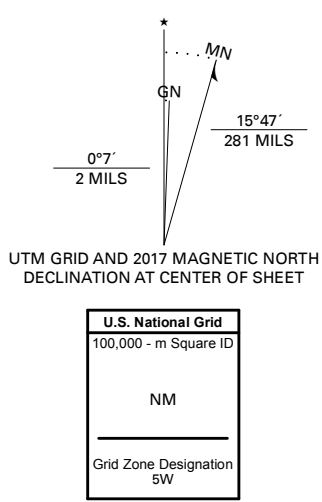 ★
MN
GN
15°47´
281 MILS
0°7´
2 MILS
UTM GRID AND 2017 MAGNETIC NORTH
DECLINATION AT CENTER OF SHEET
U.S. National Grid
100,000 - m Square ID
NM
Grid Zone Designation
5W